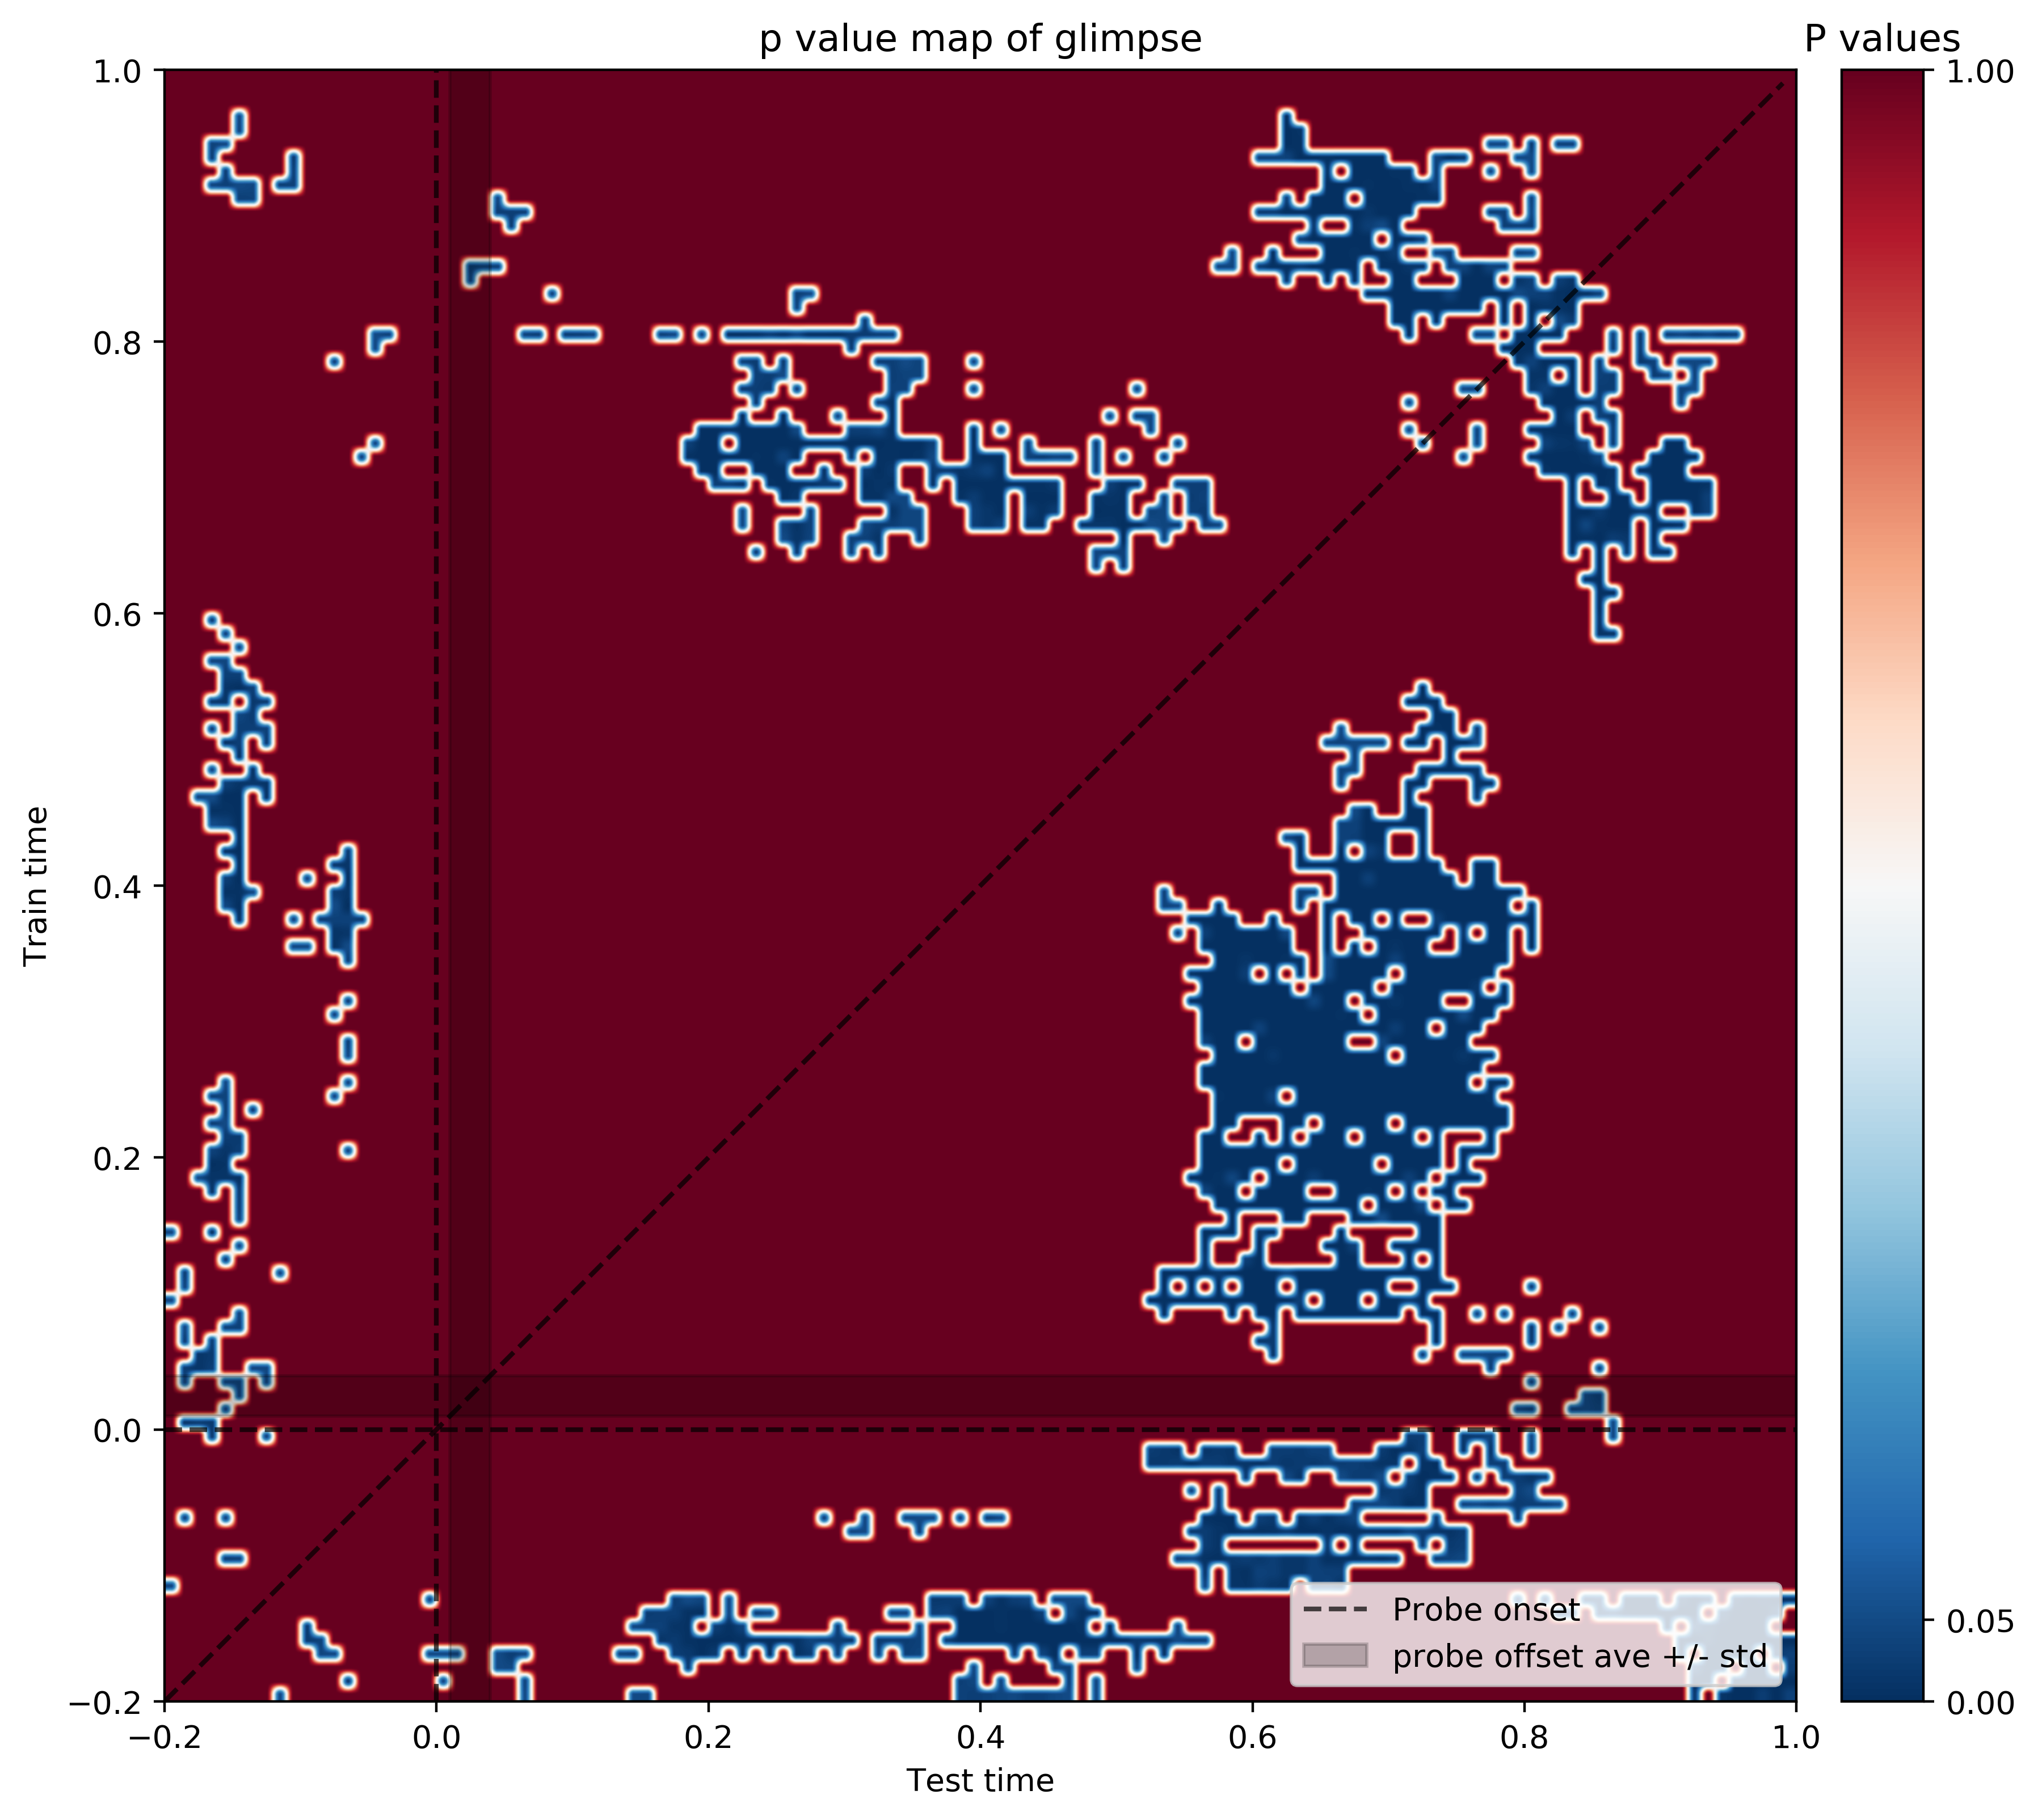 p value map of glimpse
P values
1.0
0.8
0.6
0.4
0.2
0.0
−0.2
Train time
−0.2
0.0
0.2
0.4
0.6
0.8
1.0
Test time
Probe onset
probe offset ave +/- std
1.00
0.05
0.00